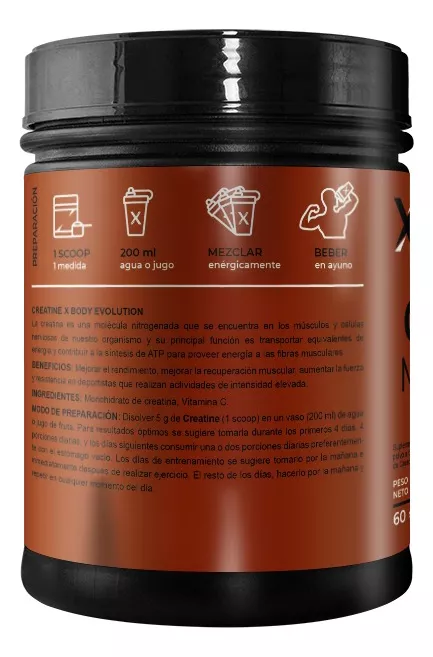 PREPARACIÓN
1 SCOOP
1 medida
200 ml
agua o jugo
MEZCLAR
enérgicamente
BEBER
en ayuno
X
X
CREATINE X BODY EVOLUTION
La creatina es una molécula nitrogenada que se encuentra en los músculos y células
nerviosas de nuestro organismo y su principal función es transportar equivalentes de
energía y contribuir a la síntesis de ATP para proveer energía a las fibras musculares.
BENEFICIOS: Mejorar el rendimiento, mejorar la recuperación muscular, aumentar la fuerza
y resistencia en deportistas que realizan actividades de intensidad elevada.
INGREDIENTES: Monohidrato de creatina, Vitamina C.
MODO DE PREPARACIÓN: Disolver 5 g de Creatine (1 scoop) en un vaso (200 ml) de agua
o jugo de fruta. Para resultados óptimos se sugiere tomarla durante los primeros 4 días, 4
porciones diarias, y los días siguientes consumir una o dos porciones diarias preferentemen-
te con el estómago vacío. Los días de entrenamiento se sugiere tomarlo por la mañana e
inmediatamente después de realizar ejercicio. El resto de los días, hacerlo por la mañana y
repetir en cualquier momento del día.
X
PESO
NETO
60